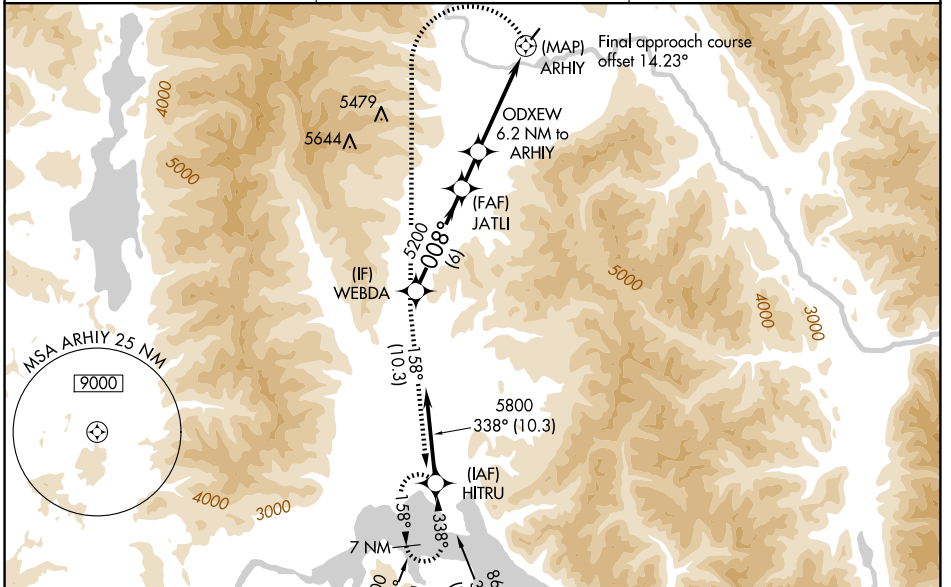 (MAP)
ARHIY
Final approach course
offset 14.23°
4000
5479
5644
ODXEW
6.2 NM to
ARHIY
5000
(FAF)
JATLI
5200
008°
(6)
(IF)
WEBDA
5000
4000
3000
MSA ARHIY 25 NM
9000
158°
(10.3)
5800
338° (10.3)
(IAF)
HITRU
4000
3000
158°
338°
7 NM